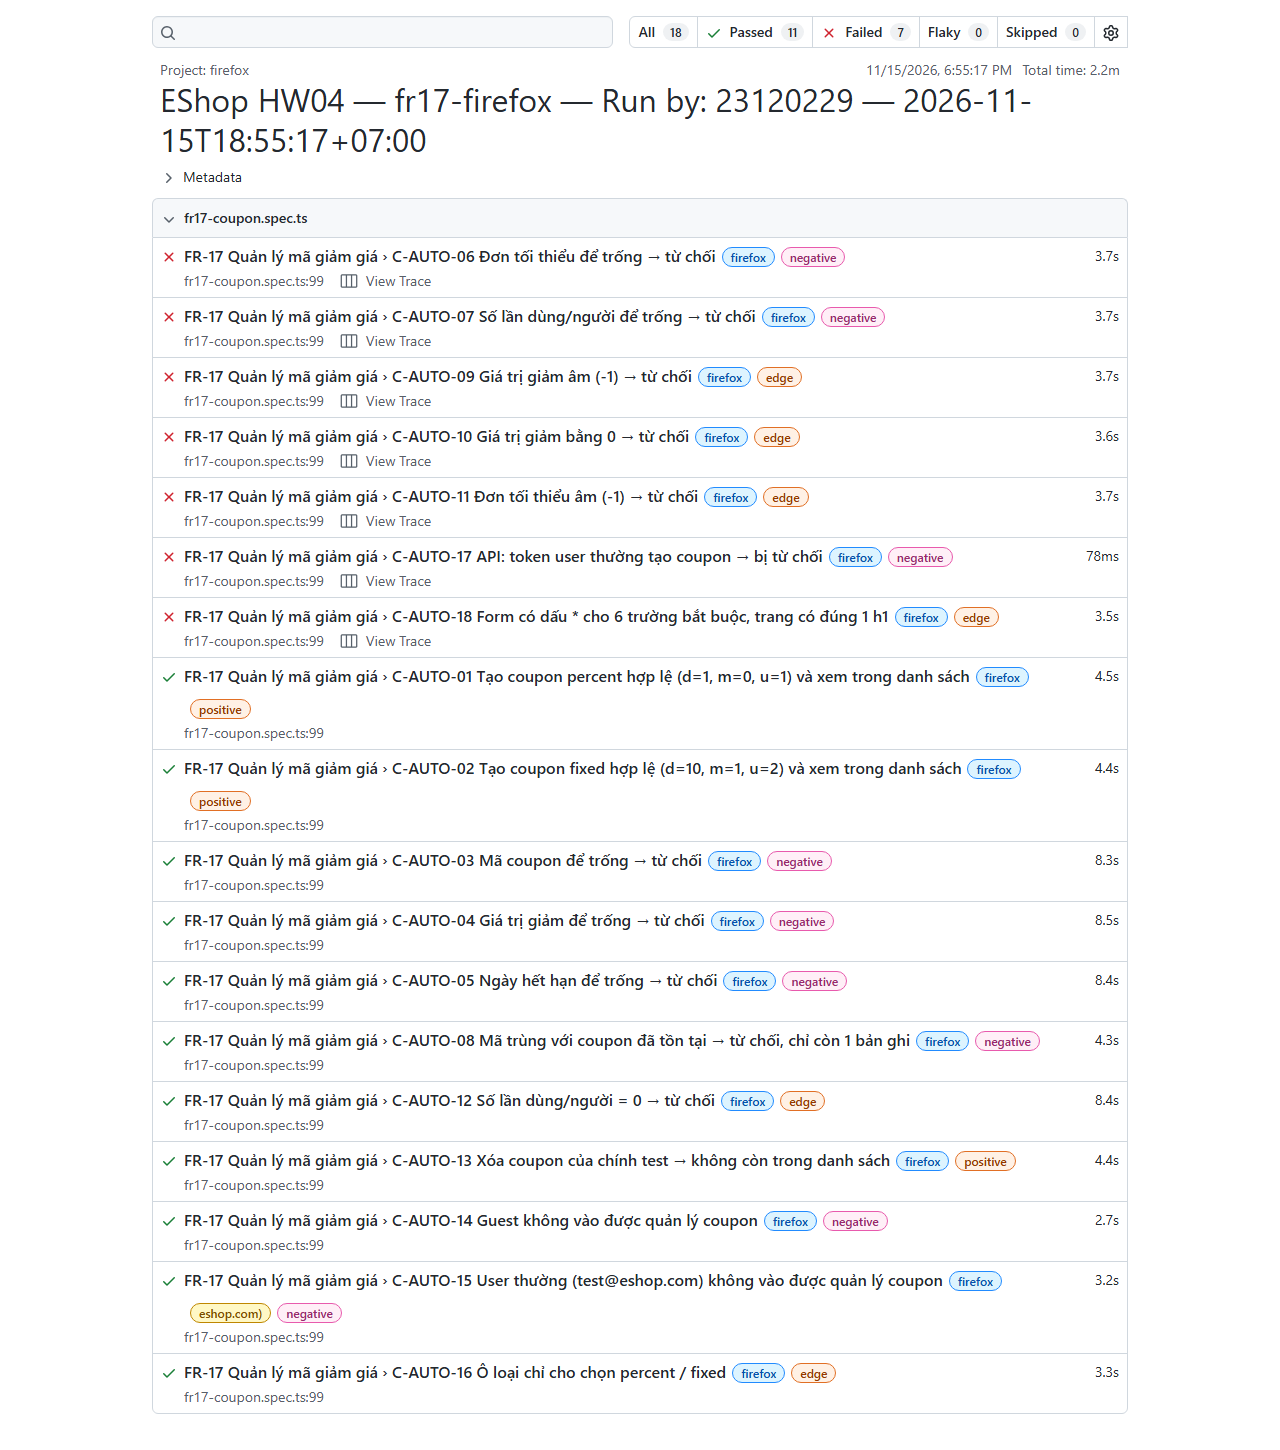 All 18 Passed 11 Failed 7 Flaky 0 Skipped 0
Project: firefox 11/15/2026, 6:55:17 PM Total time: 2.2m
EShop HW04 — fr17-firefox — Run by: 23120229 — 2026-11-
15T18:55:17+07:00
Metadata
fr17-coupon.spec.ts
FR-17 Quản lý mã giảm giá › C-AUTO-06 Đơn tối thiểu để trống → từ chối firefox negative 3.7s
fr17-coupon.spec.ts:99 View Trace
FR-17 Quản lý mã giảm giá › C-AUTO-07 Số lần dùng/người để trống → từ chối firefox negative 3.7s
fr17-coupon.spec.ts:99 View Trace
FR-17 Quản lý mã giảm giá › C-AUTO-09 Giá trị giảm âm (-1) → từ chối firefox edge 3.7s
fr17-coupon.spec.ts:99 View Trace
FR-17 Quản lý mã giảm giá › C-AUTO-10 Giá trị giảm bằng 0 → từ chối firefox edge 3.6s
fr17-coupon.spec.ts:99 View Trace
FR-17 Quản lý mã giảm giá › C-AUTO-11 Đơn tối thiểu âm (-1) → từ chối firefox edge 3.7s
fr17-coupon.spec.ts:99 View Trace
FR-17 Quản lý mã giảm giá › C-AUTO-17 API: token user thường tạo coupon → bị từ chối firefox negative 78ms
fr17-coupon.spec.ts:99 View Trace
FR-17 Quản lý mã giảm giá › C-AUTO-18 Form có dấu * cho 6 trường bắt buộc, trang có đúng 1 h1 firefox edge 3.5s
fr17-coupon.spec.ts:99 View Trace
FR-17 Quản lý mã giảm giá › C-AUTO-01 Tạo coupon percent hợp lệ (d=1, m=0, u=1) và xem trong danh sách firefox 4.5s
positive
fr17-coupon.spec.ts:99
FR-17 Quản lý mã giảm giá › C-AUTO-02 Tạo coupon fixed hợp lệ (d=10, m=1, u=2) và xem trong danh sách firefox 4.4s
positive
fr17-coupon.spec.ts:99
FR-17 Quản lý mã giảm giá › C-AUTO-03 Mã coupon để trống → từ chối firefox negative 8.3s
fr17-coupon.spec.ts:99
FR-17 Quản lý mã giảm giá › C-AUTO-04 Giá trị giảm để trống → từ chối firefox negative 8.5s
fr17-coupon.spec.ts:99
FR-17 Quản lý mã giảm giá › C-AUTO-05 Ngày hết hạn để trống → từ chối firefox negative 8.4s
fr17-coupon.spec.ts:99
FR-17 Quản lý mã giảm giá › C-AUTO-08 Mã trùng với coupon đã tồn tại → từ chối, chỉ còn 1 bản ghi firefox negative 4.3s
fr17-coupon.spec.ts:99
FR-17 Quản lý mã giảm giá › C-AUTO-12 Số lần dùng/người = 0 → từ chối firefox edge 8.4s
fr17-coupon.spec.ts:99
FR-17 Quản lý mã giảm giá › C-AUTO-13 Xóa coupon của chính test → không còn trong danh sách firefox positive 4.4s
fr17-coupon.spec.ts:99
FR-17 Quản lý mã giảm giá › C-AUTO-14 Guest không vào được quản lý coupon firefox negative 2.7s
fr17-coupon.spec.ts:99
FR-17 Quản lý mã giảm giá › C-AUTO-15 User thường (test@eshop.com) không vào được quản lý coupon firefox 3.2s
eshop.com) negative
fr17-coupon.spec.ts:99
FR-17 Quản lý mã giảm giá › C-AUTO-16 Ô loại chỉ cho chọn percent / fixed firefox edge 3.3s
fr17-coupon.spec.ts:99